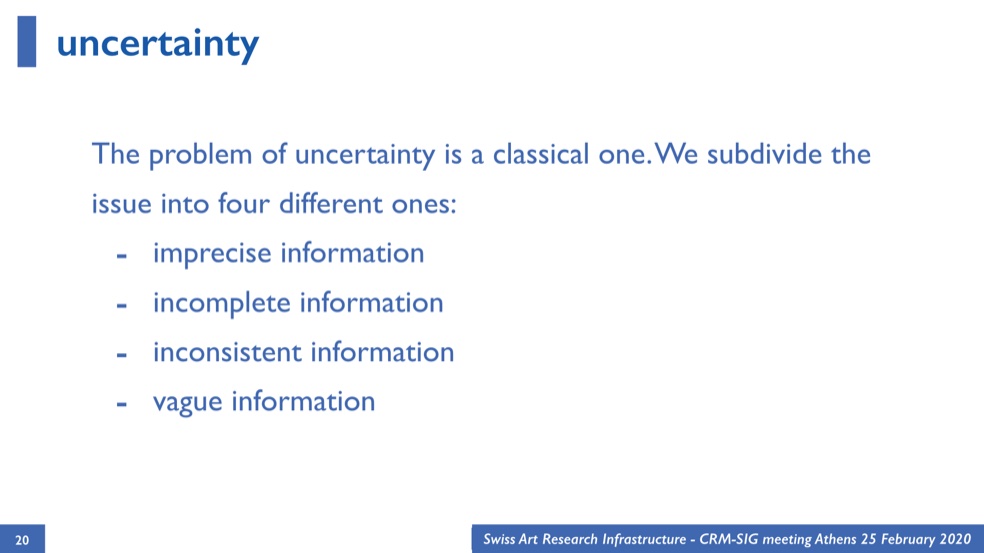 uncertainty
The problem of uncertainty is a classical one. We subdivide the
issue into four different ones:
- imprecise information
- incomplete information
- inconsistent information
- vague information
20
Swiss Art Research Infrastructure - CRM-SIG meeting Athens 25 February 2020